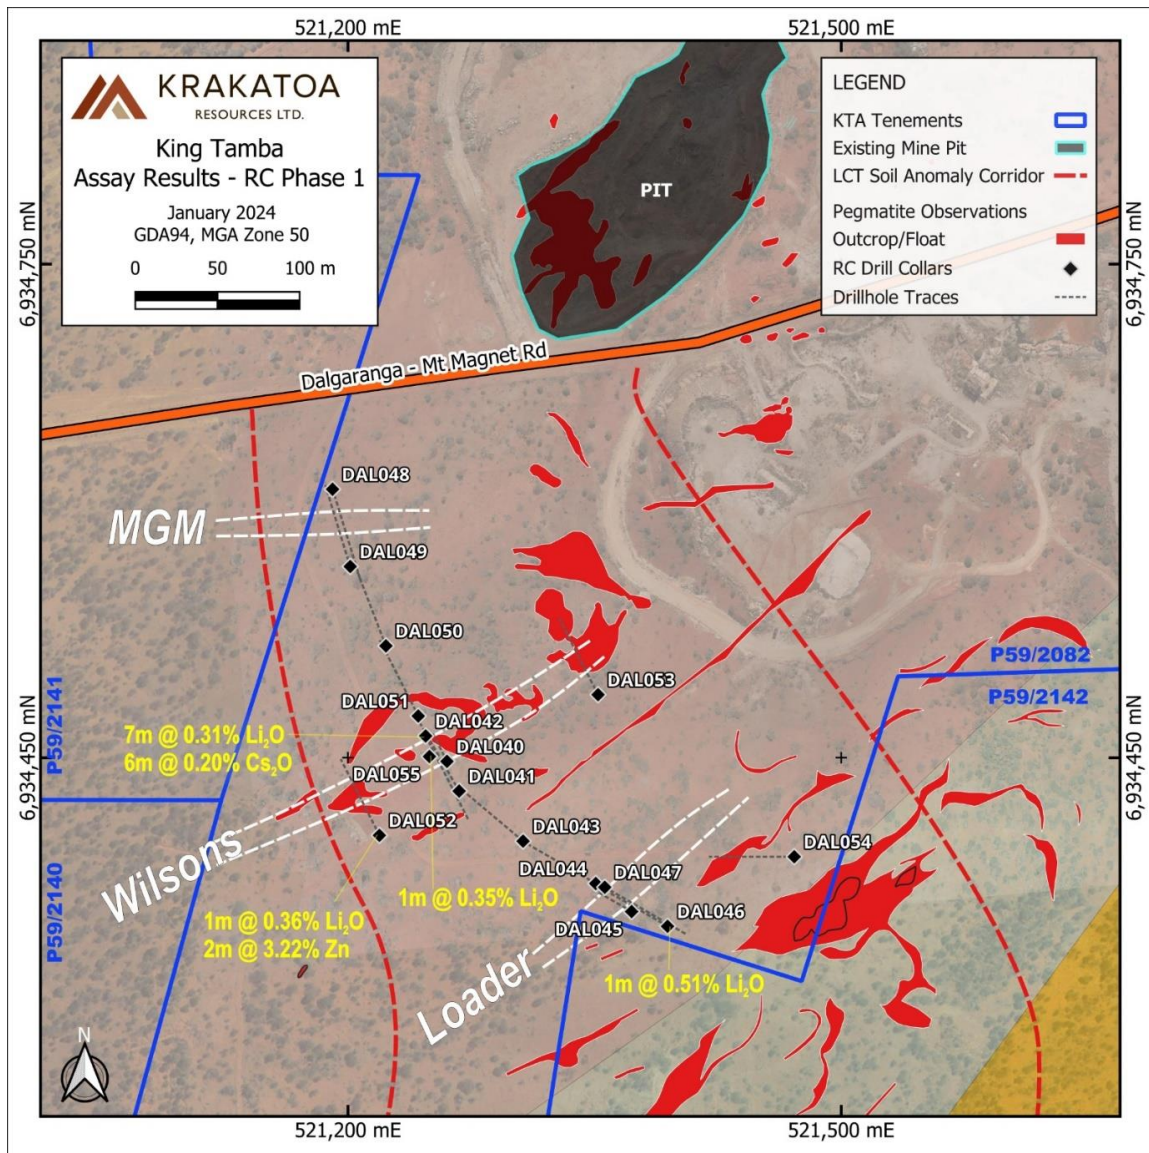 521,200 mE
521,500 mE
KRAKATOA
RESOURCES LTD.
King Tamba
Assay Results - RC Phase 1
January 2024
GDA94, MGA Zone 50
0 50 100 m
LEGEND
KTA Tenements
Existing Mine Pit
LCT Soil Anomaly Corridor
Pegmatite Observations
Outcrop/Float
RC Drill Collars
Drillhole Traces
PIT
6,934,750 mN
6,934,750 mN
Dalgaranga - Mt Magnet Rd
DAL048
MGM
DAL049
DAL050
DAL053
P59/2082
P59/2142
P59/2141
DAL051
DAL042
7m @ 0.31% Li₂O
6m @ 0.20% Cs₂O
DAL040
DAL055
DAL041
6,934,450 mN
6,934,450 mN
DAL052
DAL043
DAL054
Wilsons
DAL044
DAL047
1m @ 0.35% Li₂O
P59/2140
1m @ 0.36% Li₂O
2m @ 3.22% Zn
DAL045
DAL046
Loader
1m @ 0.51% Li₂O
N
521,200 mE
521,500 mE